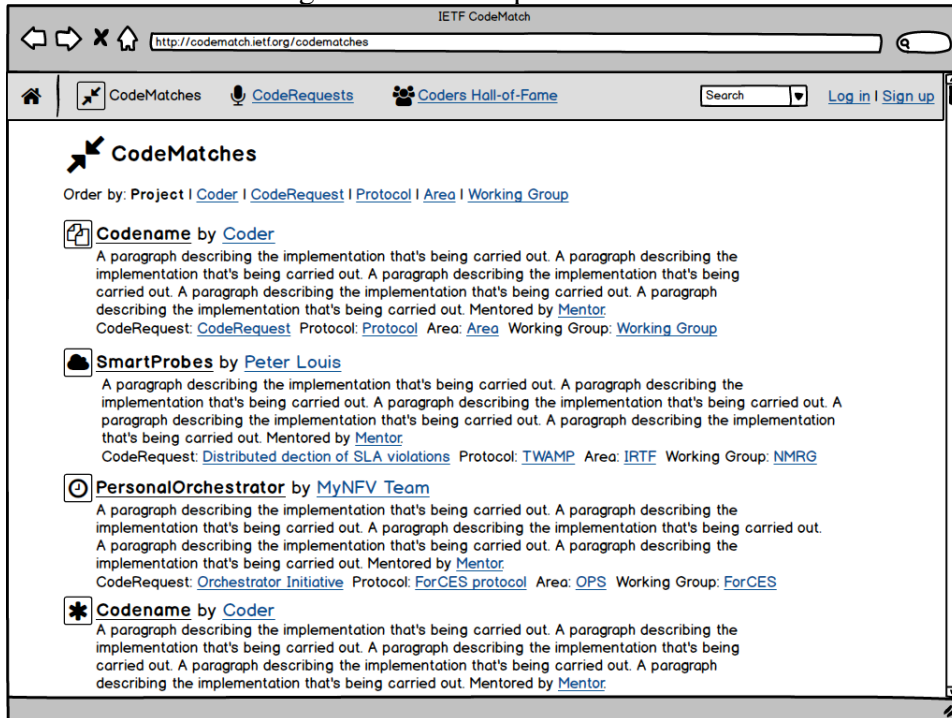 IETF CodeMatch
http://codematch.ietf.org/codematches
CodeMatches CodeRequests Coders Hall-of-Fame Search Log in | Sign up
CodeMatches
Order by: Project | Coder | CodeRequest | Protocol | Area | Working Group
Codename by Coder
A paragraph describing the implementation that's being carried out. A paragraph describing the
implementation that's being carried out. A paragraph describing the implementation that's being
carried out. A paragraph describing the implementation that's being carried out. A paragraph
describing the implementation that's being carried out. Mentored by Mentor.
CodeRequest: CodeRequest Protocol: Protocol Area: Area Working Group: Working Group
SmartProbes by Peter Louis
A paragraph describing the implementation that's being carried out. A paragraph describing the
implementation that's being carried out. A paragraph describing the implementation that's being carried out. A
paragraph describing the implementation that's being carried out. A paragraph describing the implementation
that's being carried out. Mentored by Mentor.
CodeRequest: Distributed dection of SLA violations Protocol: TWAMP Area: IRTF Working Group: NMRG
PersonalOrchestrator by MyNFV Team
A paragraph describing the implementation that's being carried out. A paragraph describing the
implementation that's being carried out. A paragraph describing the implementation that's being carried out.
A paragraph describing the implementation that's being carried out. A paragraph describing the
implementation that's being carried out. Mentored by Mentor.
CodeRequest: Orchestrator Initiative Protocol: ForCES protocol Area: OPS Working Group: ForCES
Codename by Coder
A paragraph describing the implementation that's being carried out. A paragraph describing the
implementation that's being carried out. A paragraph describing the implementation that's being
carried out. A paragraph describing the implementation that's being carried out. A paragraph
describing the implementation that's being carried out. Mentored by Mentor.